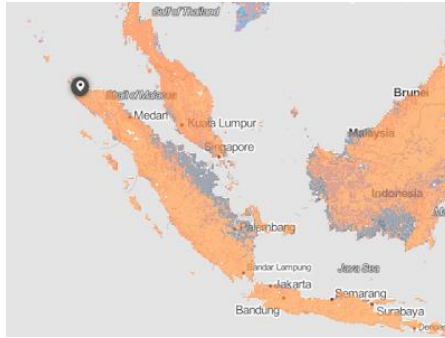 Gulf of Thailand
Strait of Malacca
Medan
Kuala Lumpur
Singapore
Brunei
Malaysia
Indonesia
Palembang
Bandar Lampung
Java Sea
Jakarta
Semarang
Bandung
Surabaya